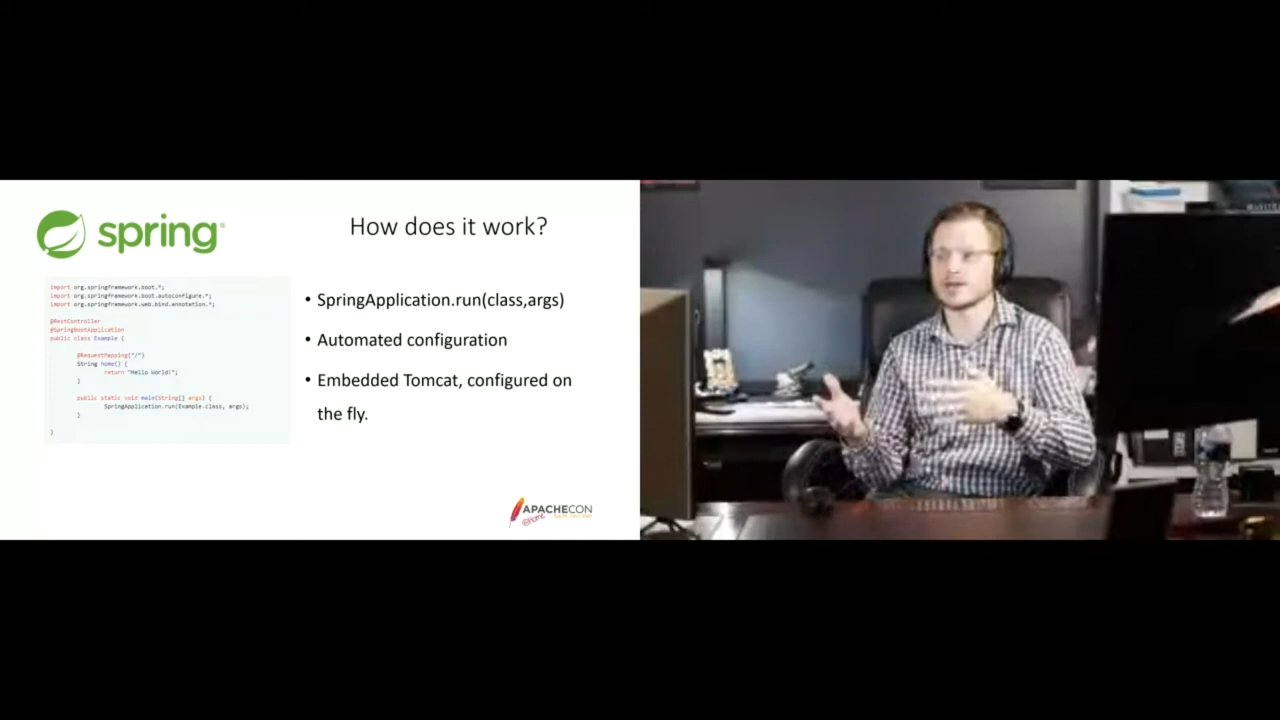 spring
How does it work?
import org.springframework.boot.*;
import org.springframework.boot.autoconfigure.*;
import org.springframework.web.bind.annotation.*;
@RestController
@SpringBootApplication
public class Example {
@RequestMapping("/")
String home() {
return "Hello World!";
}
public static void main(String[] args) {
SpringApplication.run(Example.class, args);
}
}
• SpringApplication.run(class,args)
• Automated configuration
• Embedded Tomcat, configured on
the fly.
APACHECON
@Home